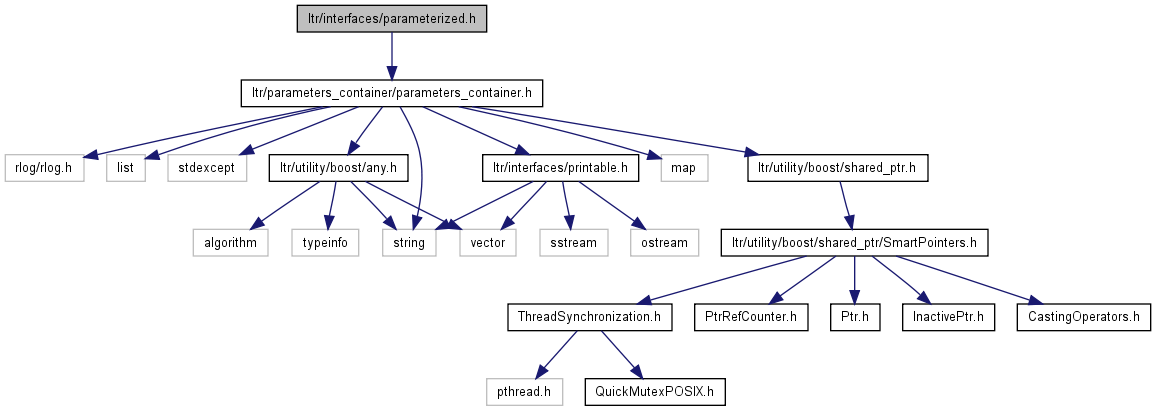 ltr/interfaces/parameterized.h
ltr/parameters_container/parameters_container.h
rlog/rlog.h
list
stdexcept
ltr/utility/boost/any.h
ltr/interfaces/printable.h
map
ltr/utility/boost/shared_ptr.h
algorithm
typeinfo
string
vector
sstream
ostream
ltr/utility/boost/shared_ptr/SmartPointers.h
ThreadSynchronization.h
PtrRefCounter.h
Ptr.h
InactivePtr.h
CastingOperators.h
pthread.h
QuickMutexPOSIX.h